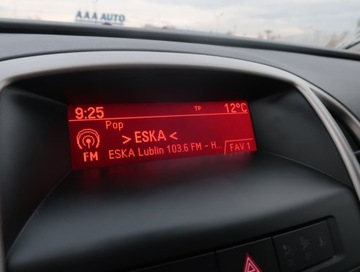 AAA AUTO
9:25 TP 12°C
Pop
> ESKA <
FM
ESKA Lublin 103.6 FM - H... FAV 1